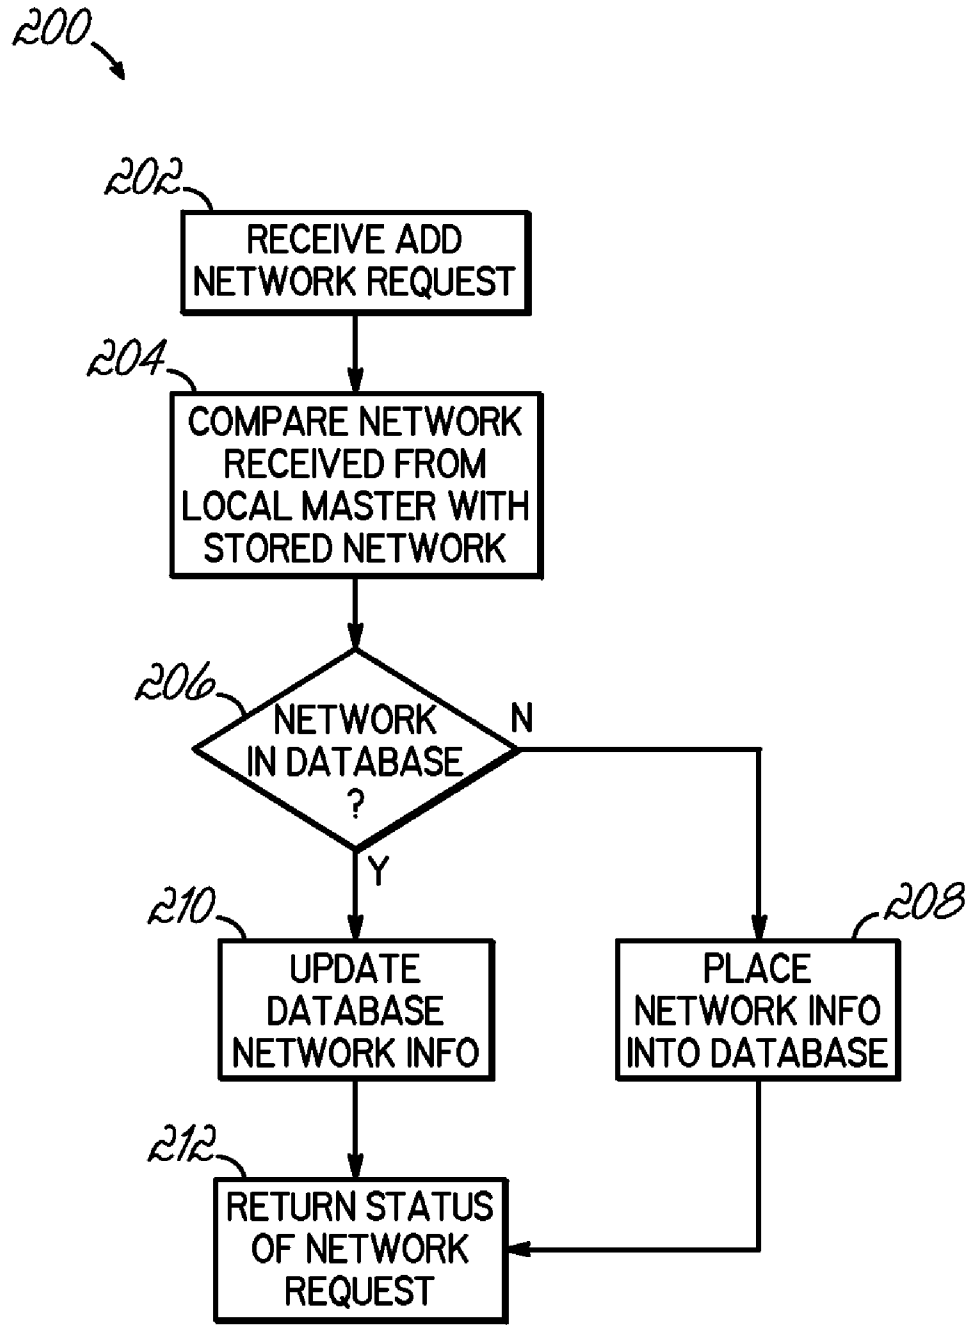 200
202
RECEIVE ADD
NETWORK REQUEST
204
COMPARE NETWORK
RECEIVED FROM
LOCAL MASTER WITH
STORED NETWORK
206
NETWORK
IN DATABASE
?
N
Y
210
UPDATE
DATABASE
NETWORK INFO
208
PLACE
NETWORK INFO
INTO DATABASE
212
RETURN STATUS
OF NETWORK
REQUEST